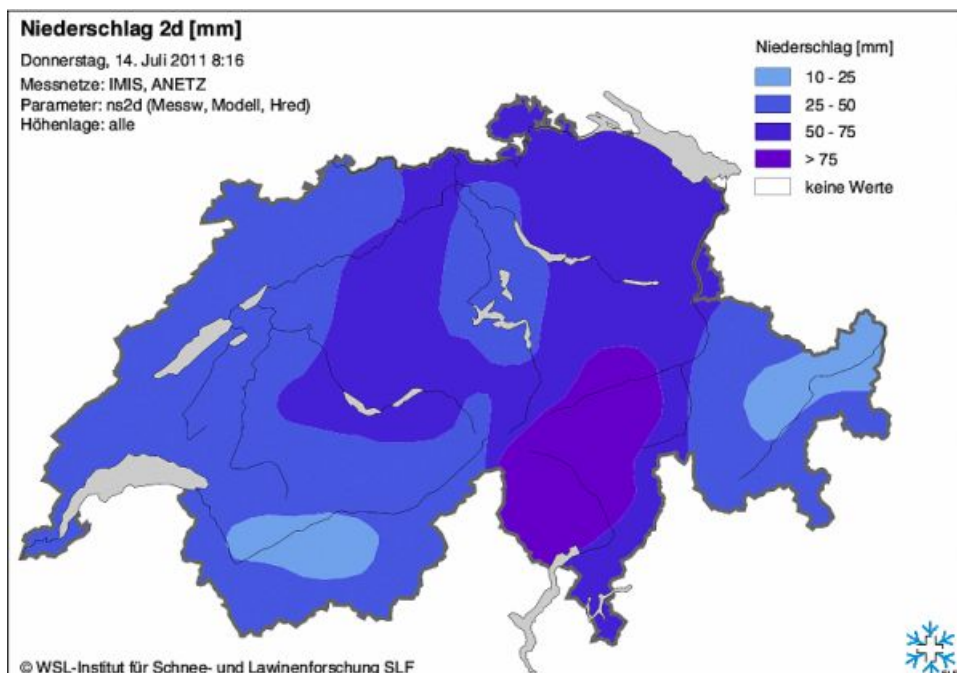 Niederschlag 2d [mm]
Donnerstag, 14. Juli 2011 8:16
Messnetze: IMIS, ANETZ
Parameter: ns2d (Messw, Modell, Hred)
Höhenlage: alle
Niederschlag [mm]
10 - 25
25 - 50
50 - 75
> 75
keine Werte
© WSL-Institut für Schnee- und Lawinenforschung SLF
SLF